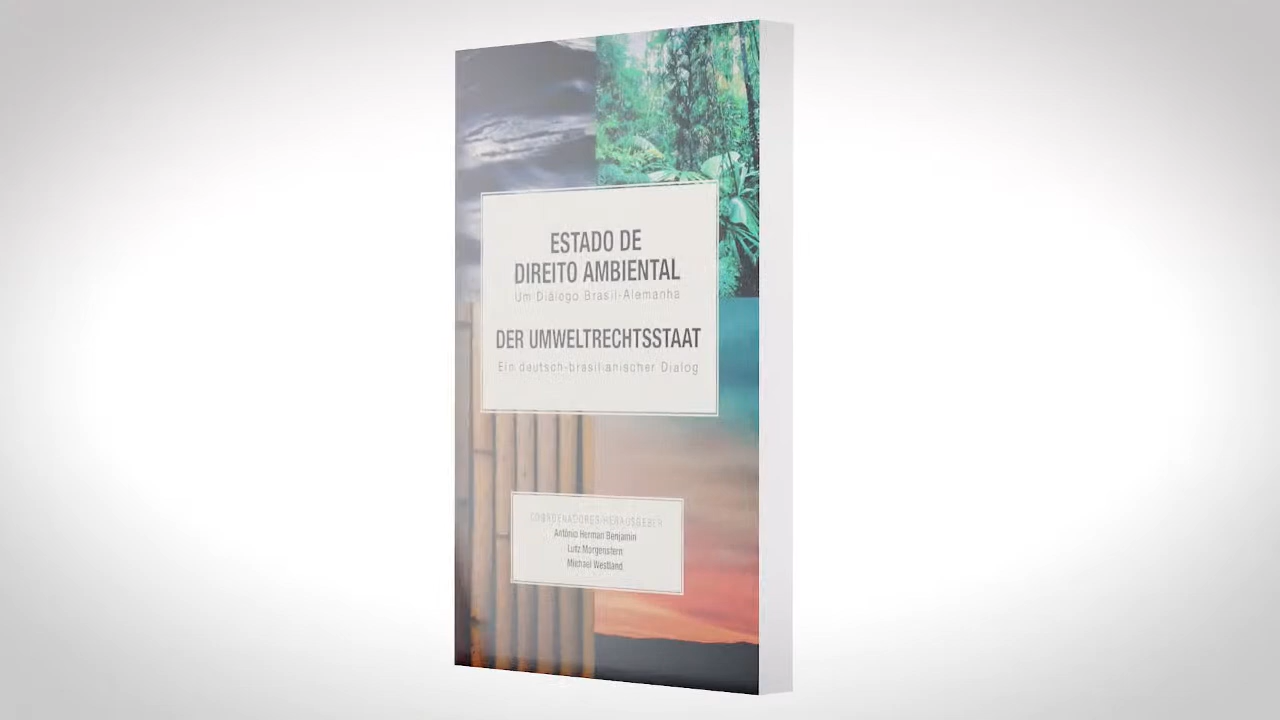 ESTADO DE
DIREITO AMBIENTAL
Um Diálogo Brasil-Alemanha
DER UMWELTRECHTSSTAAT
Ein deutsch-brasilianischer Dialog
COORDENADORES/HERAUSGEBER
Antônio Herman Benjamin
Lutz Morgenstern
Michael Westland